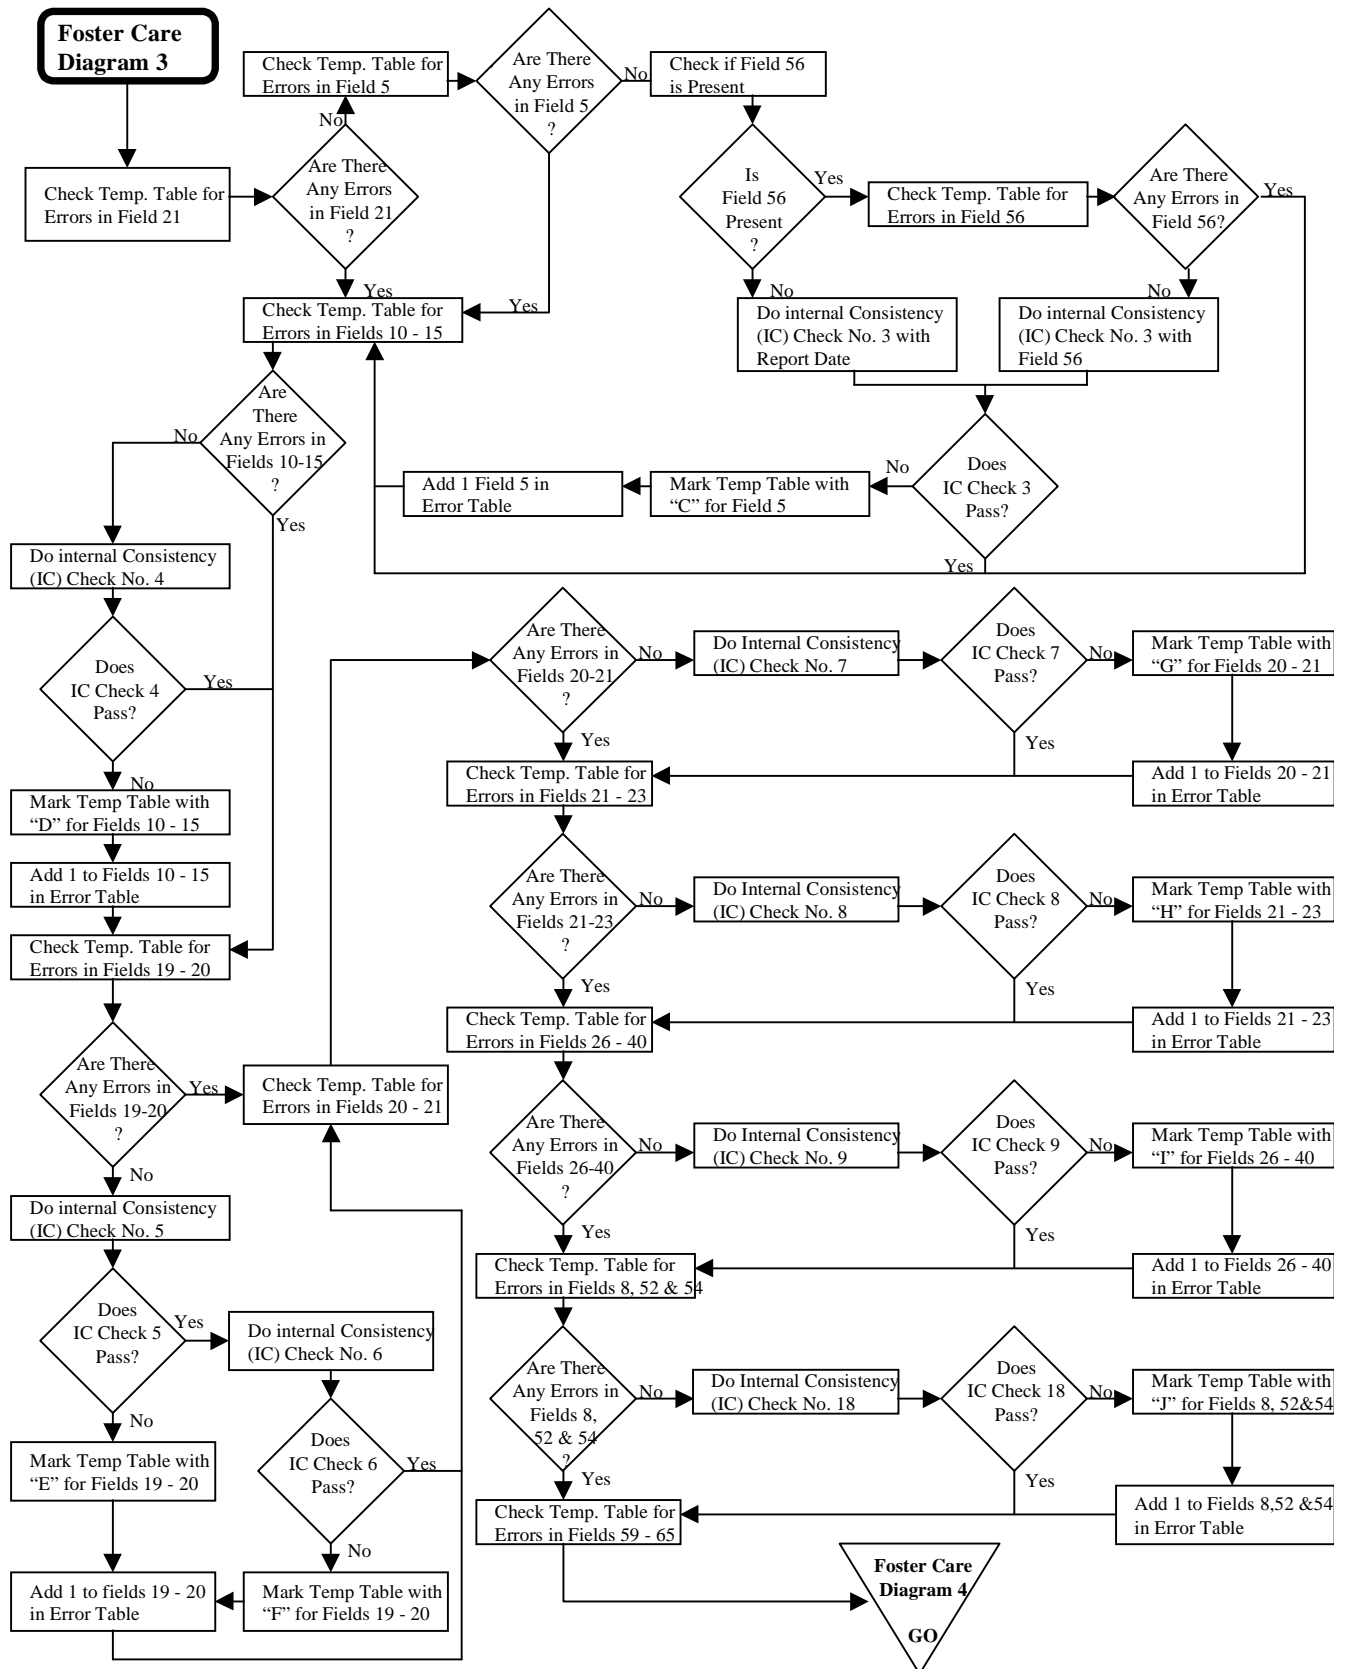 Foster Care
Diagram 3
Check Temp. Table for
Errors in Field 21
Are There
Any Errors
in Field 21
?
No
Yes
Check Temp. Table for
Errors in Field 5
Are There
Any Errors
in Field 5
?
No
Yes
Check if Field 56
is Present
Is
Field 56
Present
?
Yes
No
Check Temp. Table for
Errors in Field 56
Are There
Any Errors in
Field 56?
Yes
No
Do internal Consistency
(IC) Check No. 3 with
Report Date
Do internal Consistency
(IC) Check No. 3 with
Field 56
Does
IC Check 3
Pass?
No
Yes
Mark Temp Table with
“C” for Field 5
Add 1 Field 5 in
Error Table
Check Temp. Table for
Errors in Fields 10 - 15
Are
There
Any Errors in
Fields 10-15
?
No
Yes
Do internal Consistency
(IC) Check No. 4
Does
IC Check 4
Pass?
Yes
No
Mark Temp Table with
“D” for Fields 10 - 15
Add 1 to Fields 10 - 15
in Error Table
Check Temp. Table for
Errors in Fields 19 - 20
Are There
Any Errors in
Fields 19-20
?
Yes
No
Do internal Consistency
(IC) Check No. 5
Does
IC Check 5
Pass?
Yes
No
Do internal Consistency
(IC) Check No. 6
Does
IC Check 6
Pass?
Yes
No
Mark Temp Table with
“E” for Fields 19 - 20
Mark Temp Table with
“F” for Fields 19 - 20
Add 1 to fields 19 - 20
in Error Table
Check Temp. Table for
Errors in Fields 20 - 21
Are There
Any Errors in
Fields 20-21
?
No
Yes
Do Internal Consistency
(IC) Check No. 7
Does
IC Check 7
Pass?
No
Yes
Mark Temp Table with
“G” for Fields 20 - 21
Add 1 to Fields 20 - 21
in Error Table
Check Temp. Table for
Errors in Fields 21 - 23
Are There
Any Errors in
Fields 21-23
?
No
Yes
Do Internal Consistency
(IC) Check No. 8
Does
IC Check 8
Pass?
No
Yes
Mark Temp Table with
“H” for Fields 21 - 23
Add 1 to Fields 21 - 23
in Error Table
Check Temp. Table for
Errors in Fields 26 - 40
Are There
Any Errors in
Fields 26-40
?
No
Yes
Do Internal Consistency
(IC) Check No. 9
Does
IC Check 9
Pass?
No
Yes
Mark Temp Table with
“I” for Fields 26 - 40
Add 1 to Fields 26 - 40
in Error Table
Check Temp. Table for
Errors in Fields 8, 52 & 54
Are There
Any Errors in
Fields 8,
52 & 54
?
No
Yes
Do Internal Consistency
(IC) Check No. 18
Does
IC Check 18
Pass?
No
Yes
Mark Temp Table with
“J” for Fields 8, 52&54
Add 1 to Fields 8,52 &54
in Error Table
Check Temp. Table for
Errors in Fields 59 - 65
Foster Care
Diagram 4
GO